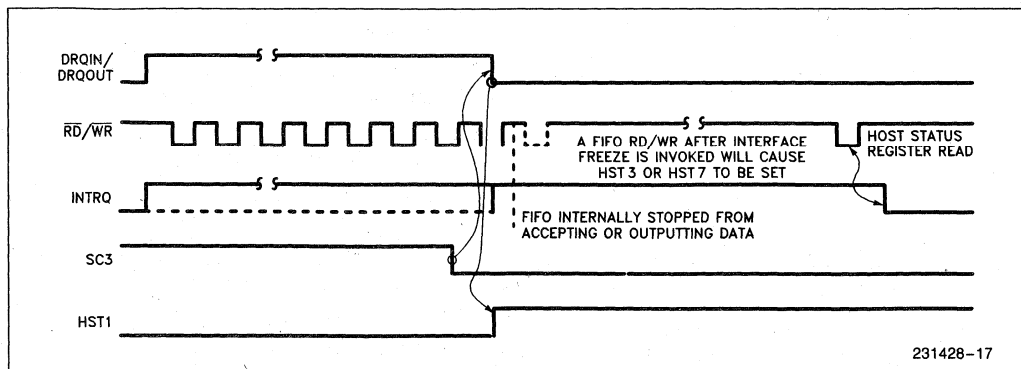 DRQIN/
DRQOUT
RD/WR
A FIFO RD/WR AFTER INTERFACE
FREEZE IS INVOKED WILL CAUSE
HST3 OR HST7 TO BE SET
HOST STATUS
REGISTER READ
INTRQ
FIFO INTERNALLY STOPPED FROM
ACCEPTING OR OUTPUTTING DATA
SC3
HST1
231428-17